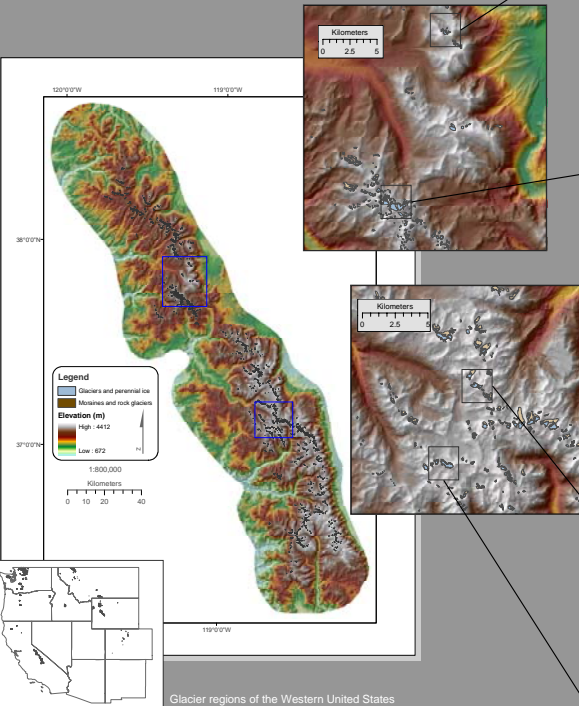 Kilometers
0 2.5 5
120°0'0"W
119°0'0"W
38°0'0"N
Kilometers
0 2.5 5
Legend
Glaciers and perennial ice
Moraines and rock glaciers
Elevation (m)
High : 4412
Low : 672
N
37°0'0"N
1:800,000
Kilometers
0 10 20 40
119°0'0"W
Glacier regions of the Western United States